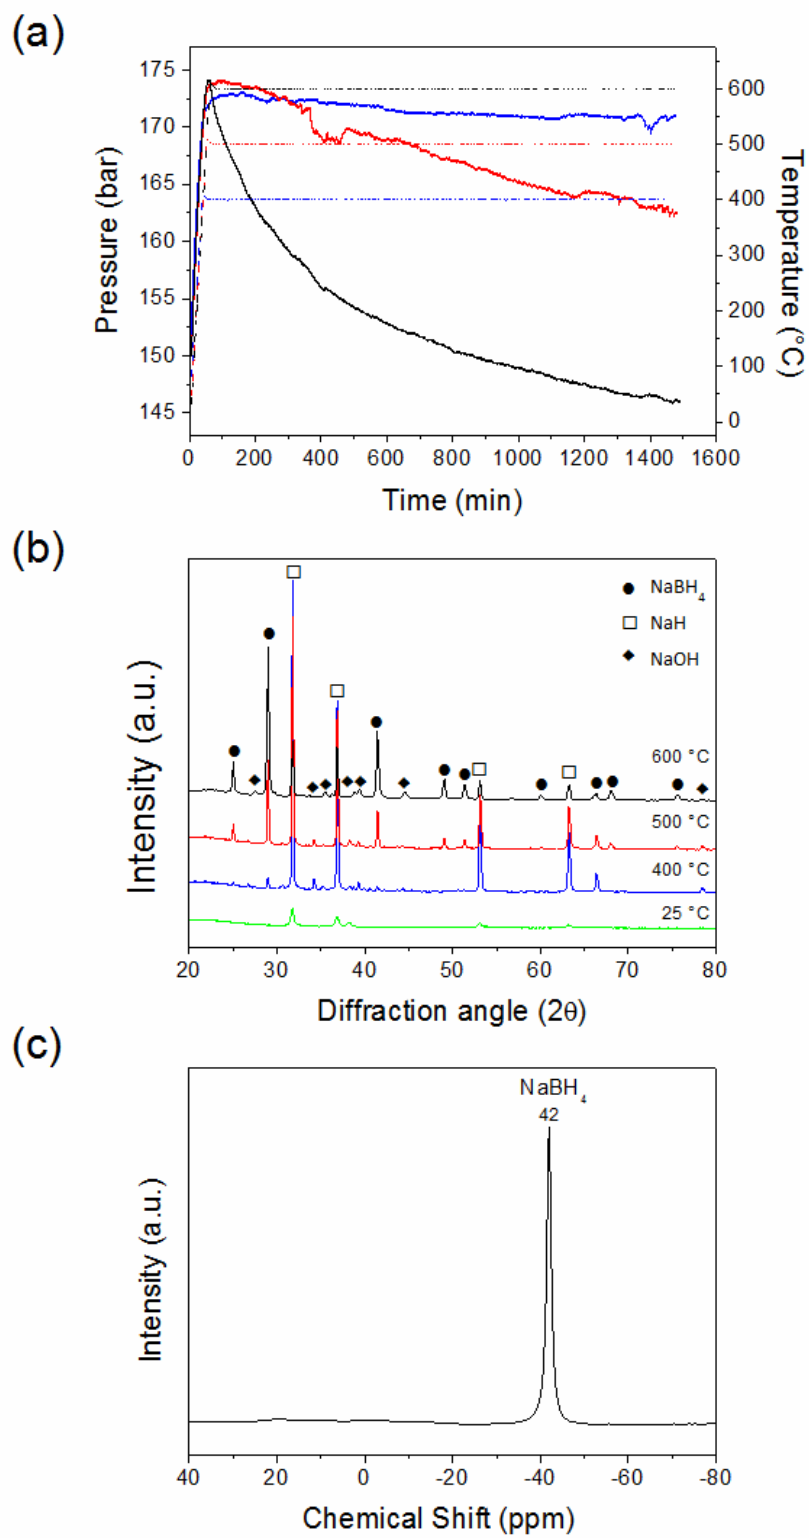 (a)
175
170
165
160
155
150
145
Pressure (bar)
600
500
400
300
200
100
0
Temperature (°C)
0 200 400 600 800 1000 1200 1400 1600
Time (min)
(b)
NaBH4
NaH
NaOH
600 °C
500 °C
400 °C
25 °C
Intensity (a.u.)
20 30 40 50 60 70 80
Diffraction angle (2θ)
(c)
NaBH4
42
Intensity (a.u.)
40 20 0 -20 -40 -60 -80
Chemical Shift (ppm)